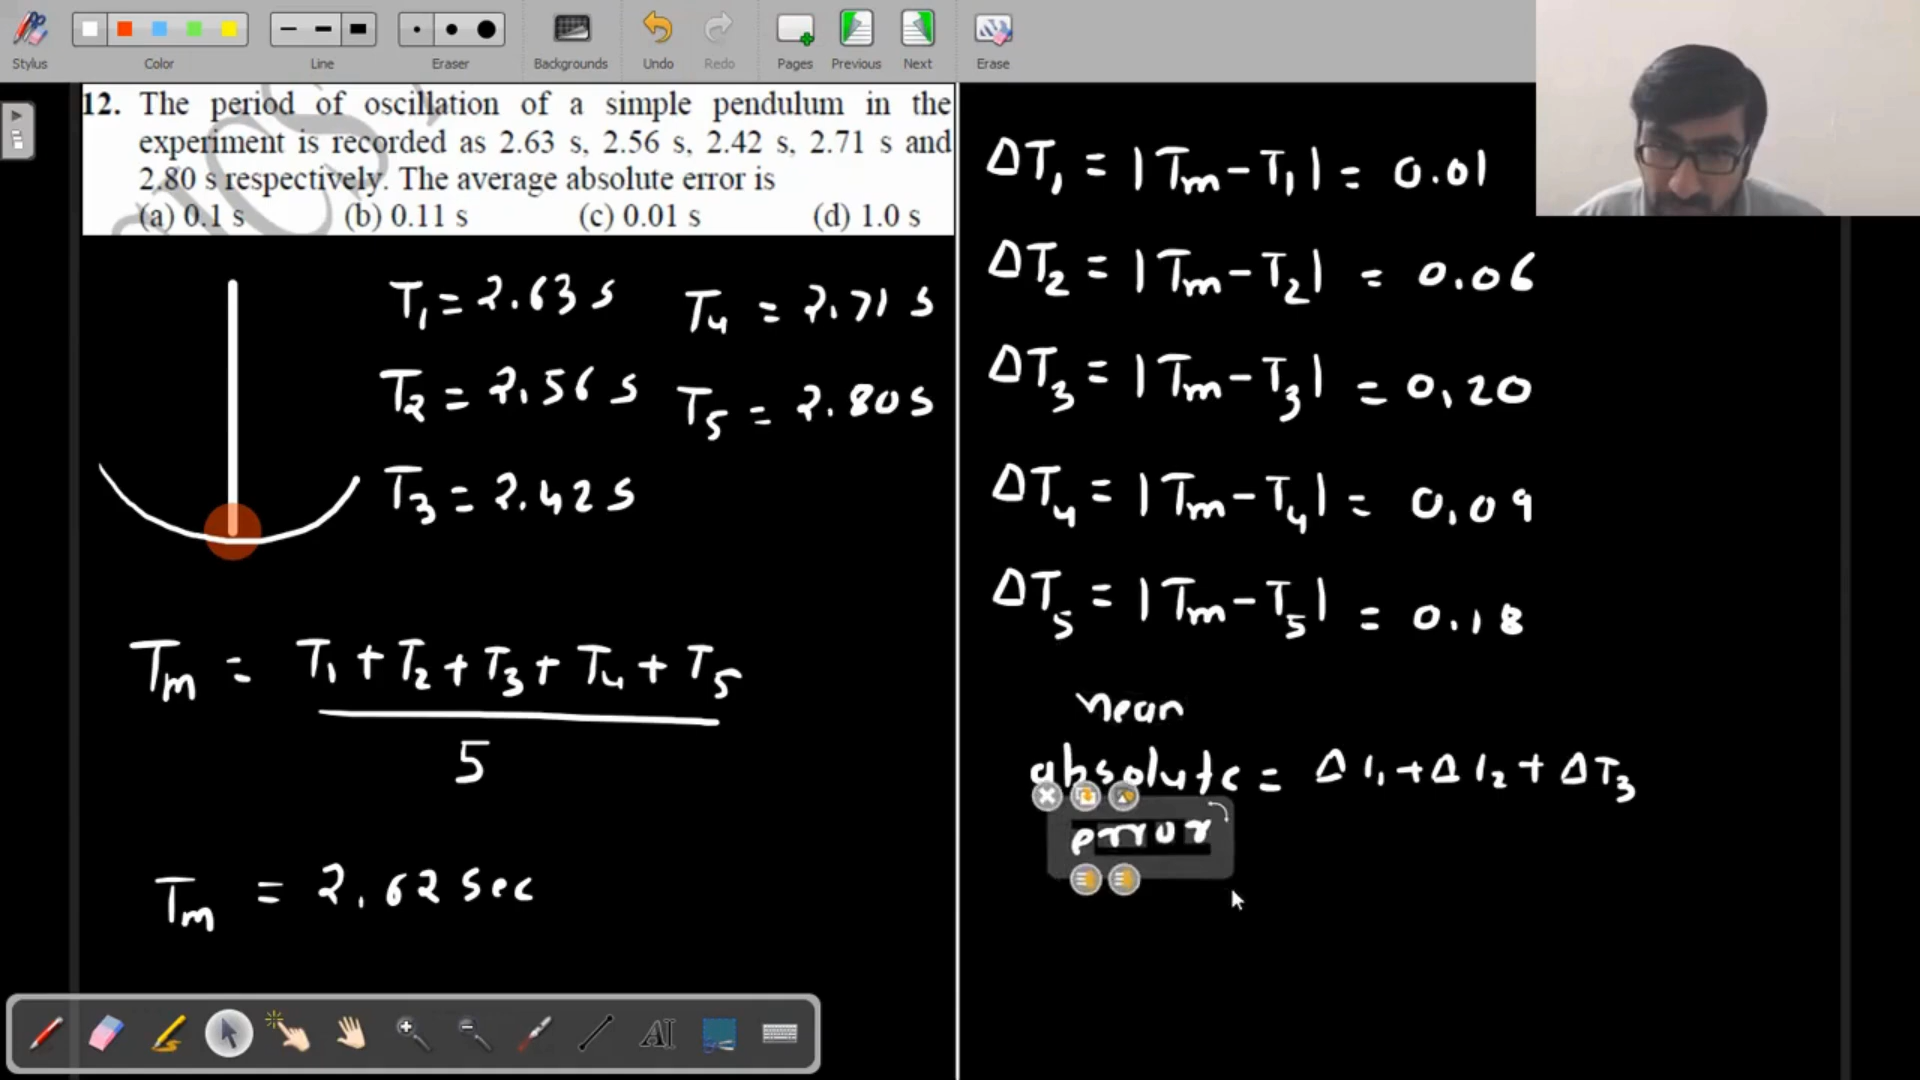 Stylus
Color
Line
Eraser
Backgrounds
Undo
Redo
Pages
Previous
Next
Erase
12. The period of oscillation of a simple pendulum in the
experiment is recorded as 2.63 s, 2.56 s, 2.42 s, 2.71 s and
2.80 s respectively. The average absolute error is
(a) 0.1 s (b) 0.11 s (c) 0.01 s (d) 1.0 s
T₁ = 2.63 s T₄ = 2.71 s
T₂ = 2.56 s T₅ = 2.80 s
T₃ = 2.42 s
Tm = T₁ + T₂ + T₃ + T₄ + T₅
5
Tm = 2.62 sec
ΔT₁ = |Tm - T₁| = 0.01
ΔT₂ = |Tm - T₂| = 0.06
ΔT₃ = |Tm - T₃| = 0.20
ΔT₄ = |Tm - T₄| = 0.09
ΔT₅ = |Tm - T₅| = 0.18
mean
absolute = ΔT₁ + ΔT₂ + ΔT₃
error
AI